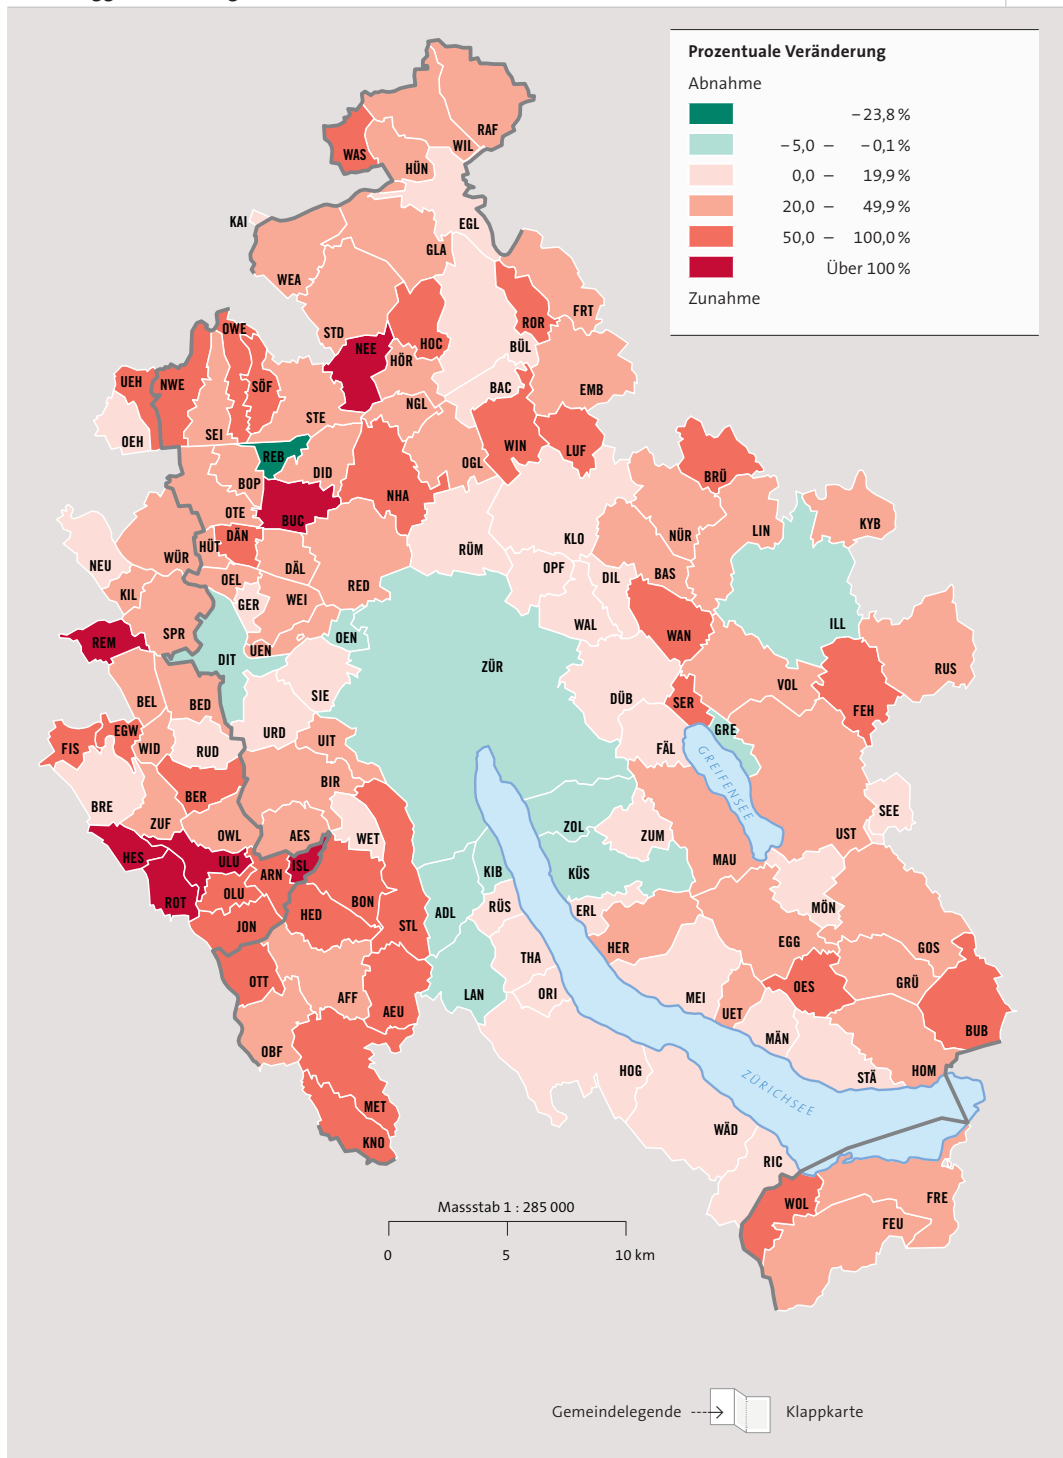 Prozentuale Veränderung
Abnahme
– 23,8 %
– 5,0 – – 0,1 %
0,0 – 19,9 %
20,0 – 49,9 %
50,0 – 100,0 %
Über 100 %
Zunahme
RAF
WIL
WAS
HÜN
KAI
EGL
GLA
WEA
FRT
ROR
STD
OWE
NEE
HOC
HÖR
BÜL
UEH
NWE
SÖF
BAC
EMB
NGL
STE
OEH
SEI
WIN
LUF
REB
DID
OGL
BRÜ
BOP
NHA
OTE
BUC
KYB
LIN
DÄN
HÜT
NÜR
KLO
RÜM
WÜR
NEU
DÄL
OPF
DIL
BAS
OEL
RED
KIL
GER
WEI
WAL
ILL
SPR
REM
OEN
WAN
UEN
DIT
ZÜR
RUS
VOL
SIE
DÜB
BEL
BED
SER
FEH
EGW
GRE
URD
UIT
FIS
WID
RUD
FÄL
GREIFENSEE
BIR
BER
BRE
SEE
ZUF
ZOL
OWL
AES
WET
ZUM
UST
HES
ULU
ISL
MAU
ARN
KIB
KÜS
OLU
ROT
BON
RÜS
ERL
MÖN
HED
ADL
JON
STL
HER
EGG
GOS
THA
OTT
GRÜ
OES
ORI
LAN
AFF
MEI
AEU
UET
BUB
MÄN
OBF
HOG
STÄ
HOM
ZÜRICHSEE
MET
WÄD
KNO
RIC
FRE
WOL
FEU
Massstab 1 : 285 000
0 5 10 km
Gemeindelegende Klappkarte